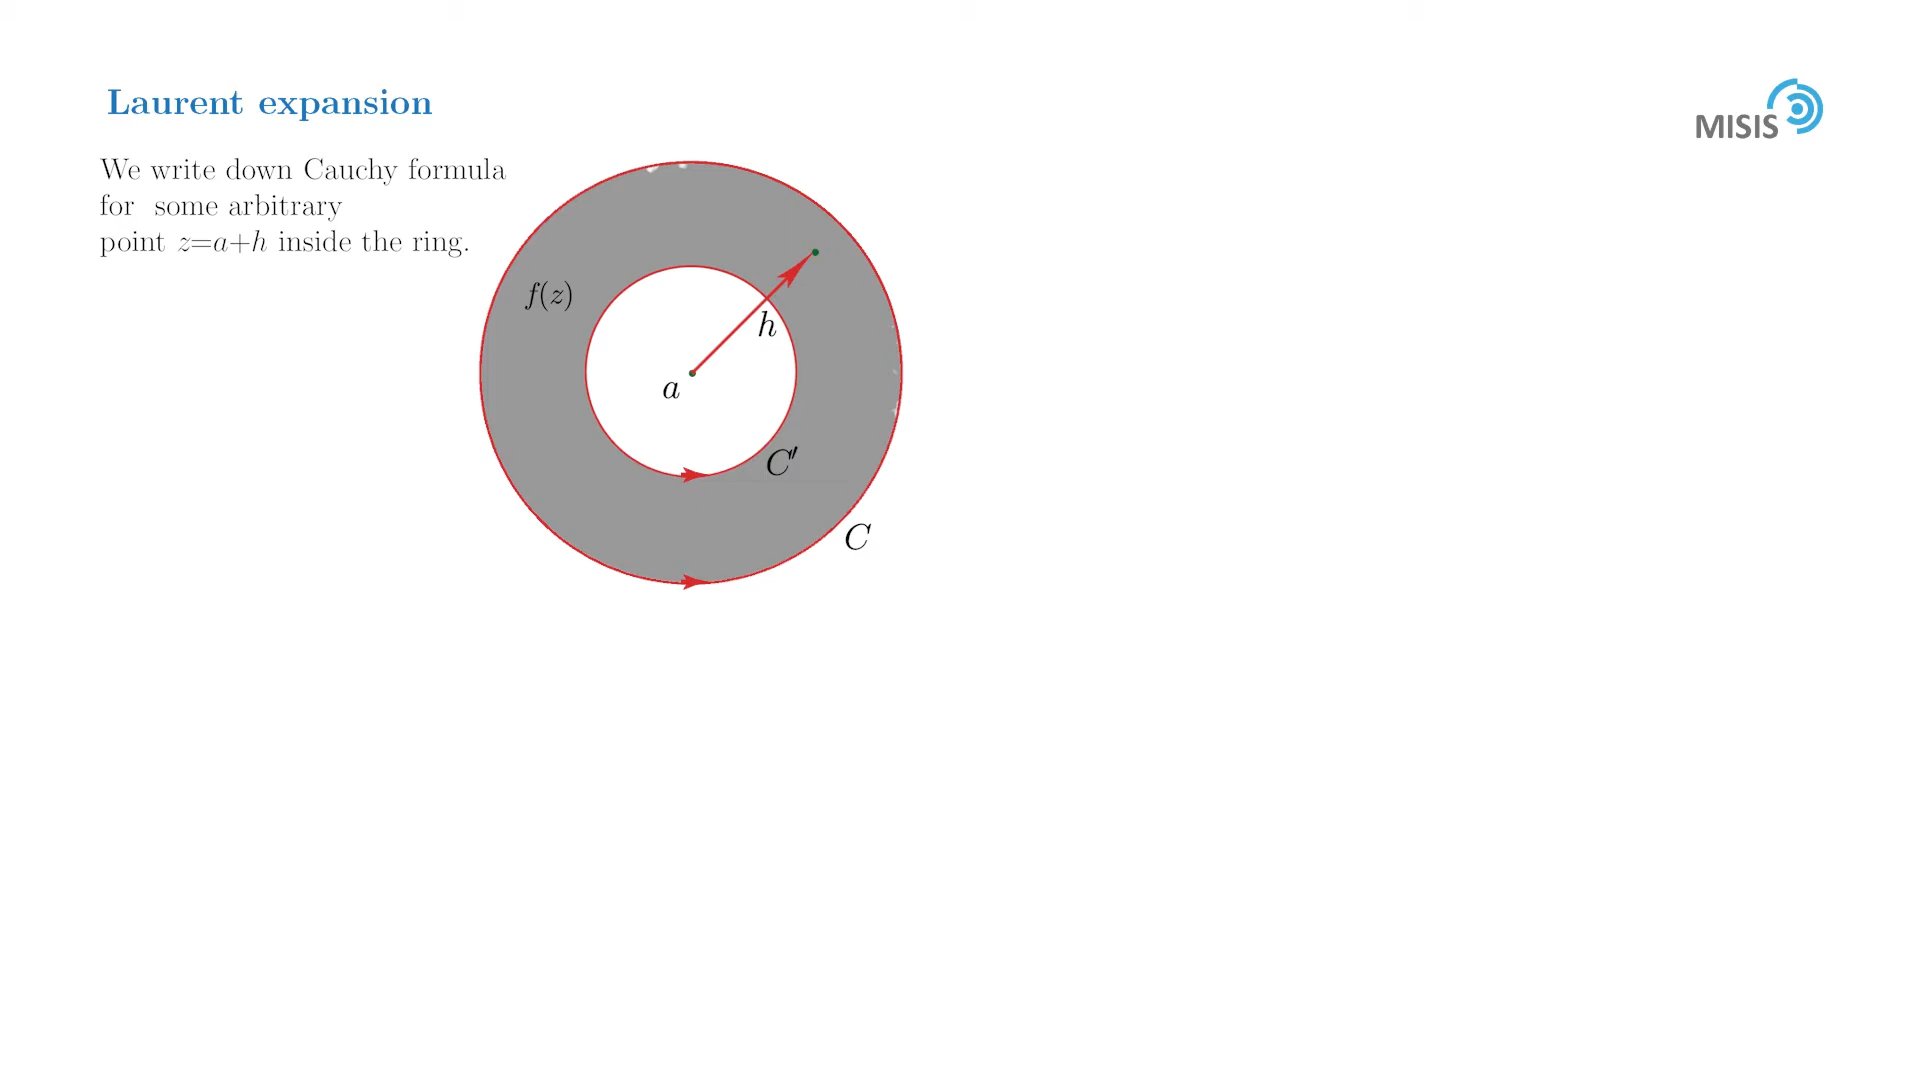 Laurent expansion
MISIS
We write down Cauchy formula
for some arbitrary
point z=a+h inside the ring.
f(z)
h
a
C′
C